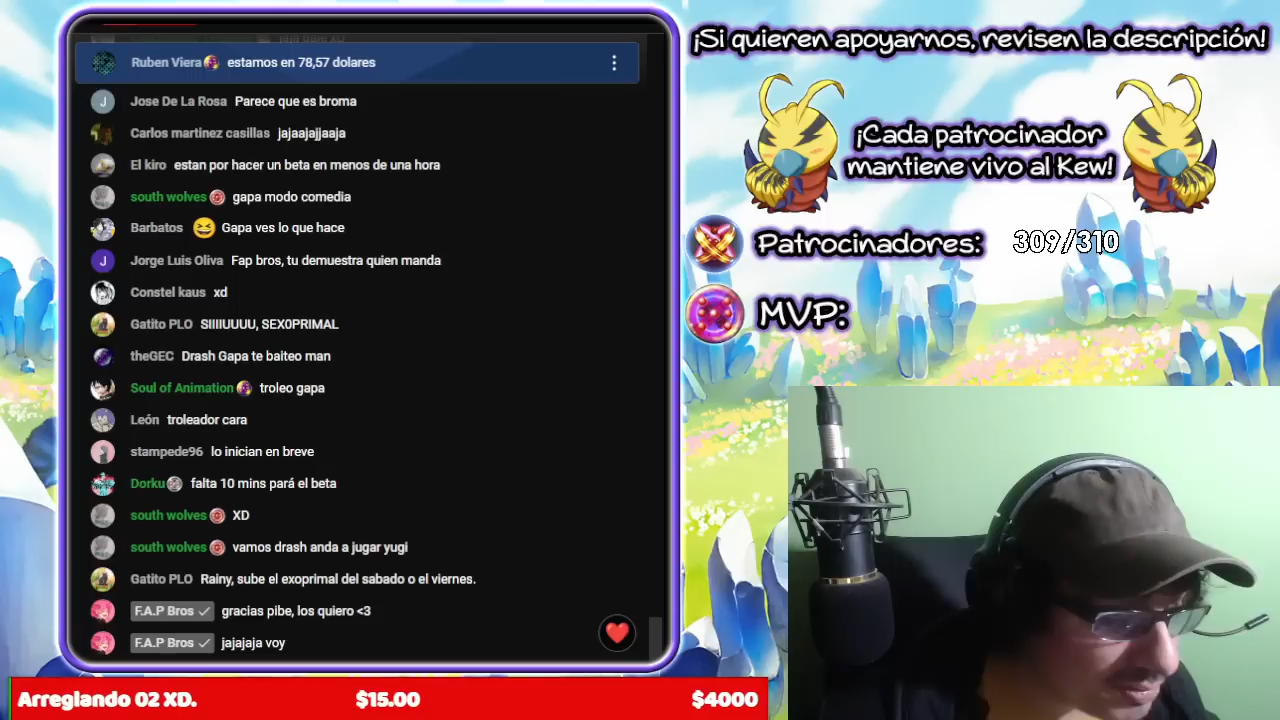 ¡Si quieren apoyarnos, revisen la descripción!
Ruben Viera estamos en 78,57 dolares
Jose De La Rosa Parece que es broma
Carlos martinez casillas jajaajajjaaja
El kiro estan por hacer un beta en menos de una hora
south wolves gapa modo comedia
Barbatos Gapa ves lo que hace
Jorge Luis Oliva Fap bros, tu demuestra quien manda
Constel kaus xd
Gatito PLO SIIIIUUUU, SEX0PRIMAL
theGEC Drash Gapa te baiteo man
Soul of Animation troleo gapa
León troleador cara
stampede96 lo inician en breve
Dorku falta 10 mins pará el beta
south wolves XD
south wolves vamos drash anda a jugar yugi
Gatito PLO Rainy, sube el exoprimal del sabado o el viernes.
F.A.P Bros gracias pibe, los quiero <3
F.A.P Bros jajajaja voy
¡Cada patrocinador
mantiene vivo al Kew!
Patrocinadores: 309/310
MVP:
Arreglando 02 XD. $15.00 $4000